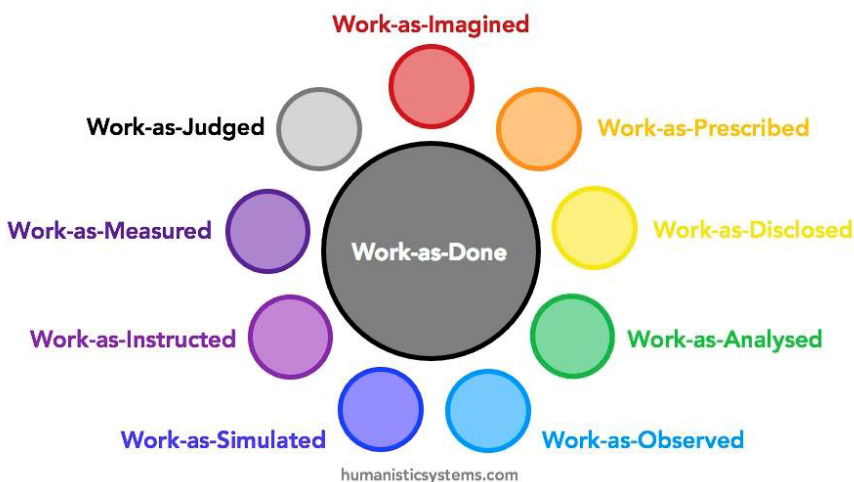 Work-as-Imagined
Work-as-Judged
Work-as-Prescribed
Work-as-Measured
Work-as-Disclosed
Work-as-Done
Work-as-Instructed
Work-as-Analysed
Work-as-Simulated
Work-as-Observed
humanisticsystems.com